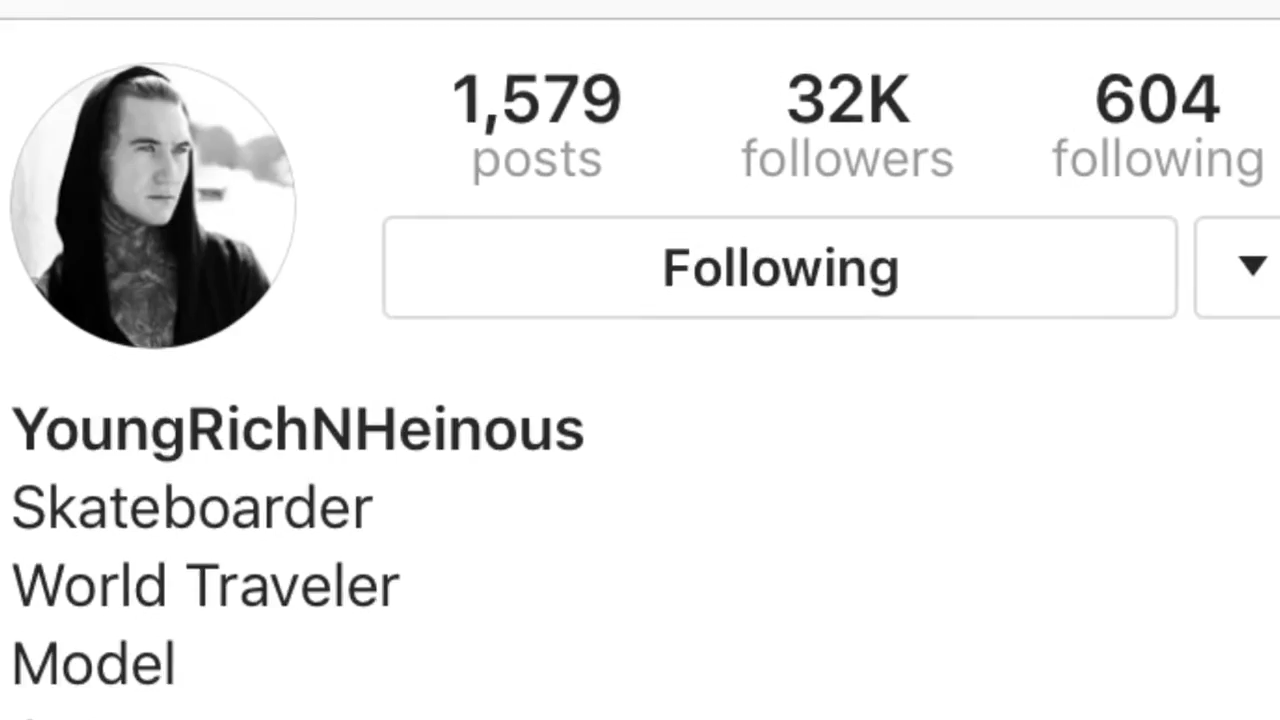 1,579 32K 604
posts followers following
Following
YoungRichNHeinous
Skateboarder
World Traveler
Model